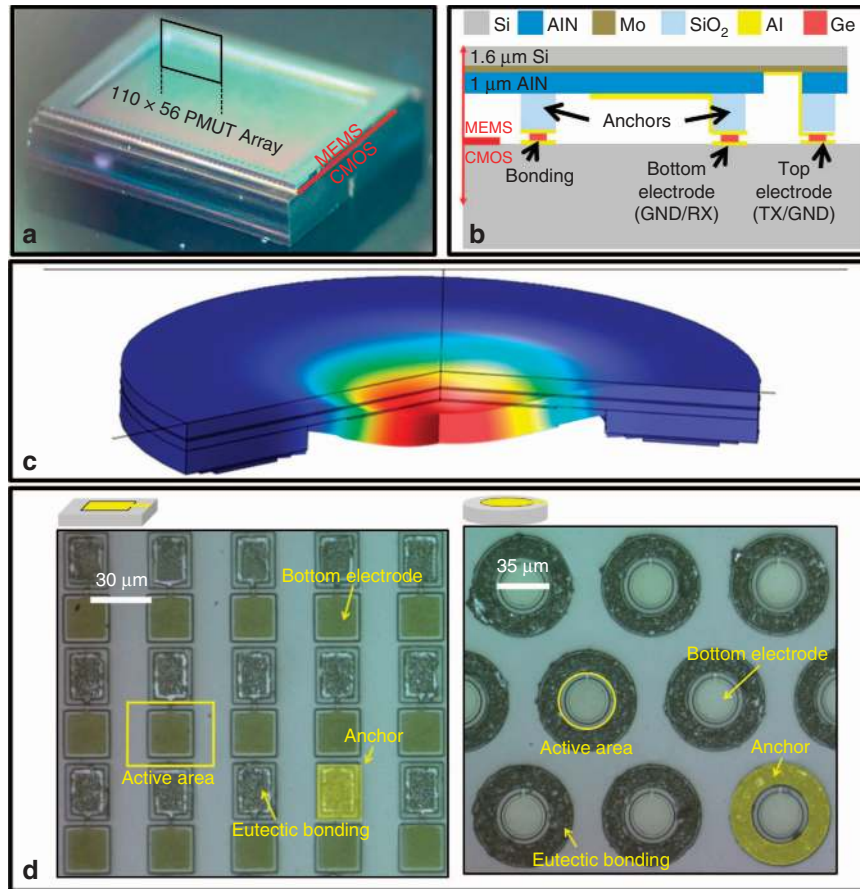 110 × 56 PMUT Array
MEMS
CMOS
a
Si AlN Mo SiO₂ Al Ge
1.6 μm Si
1 μm AlN
Anchors
MEMS
CMOS
Bonding
Bottom
electrode
(GND/RX)
Top
electrode
(TX/GND)
b
c
30 μm
Bottom electrode
Active area
Anchor
Eutectic bonding
d
35 μm
Bottom electrode
Active area
Anchor
Eutectic bonding